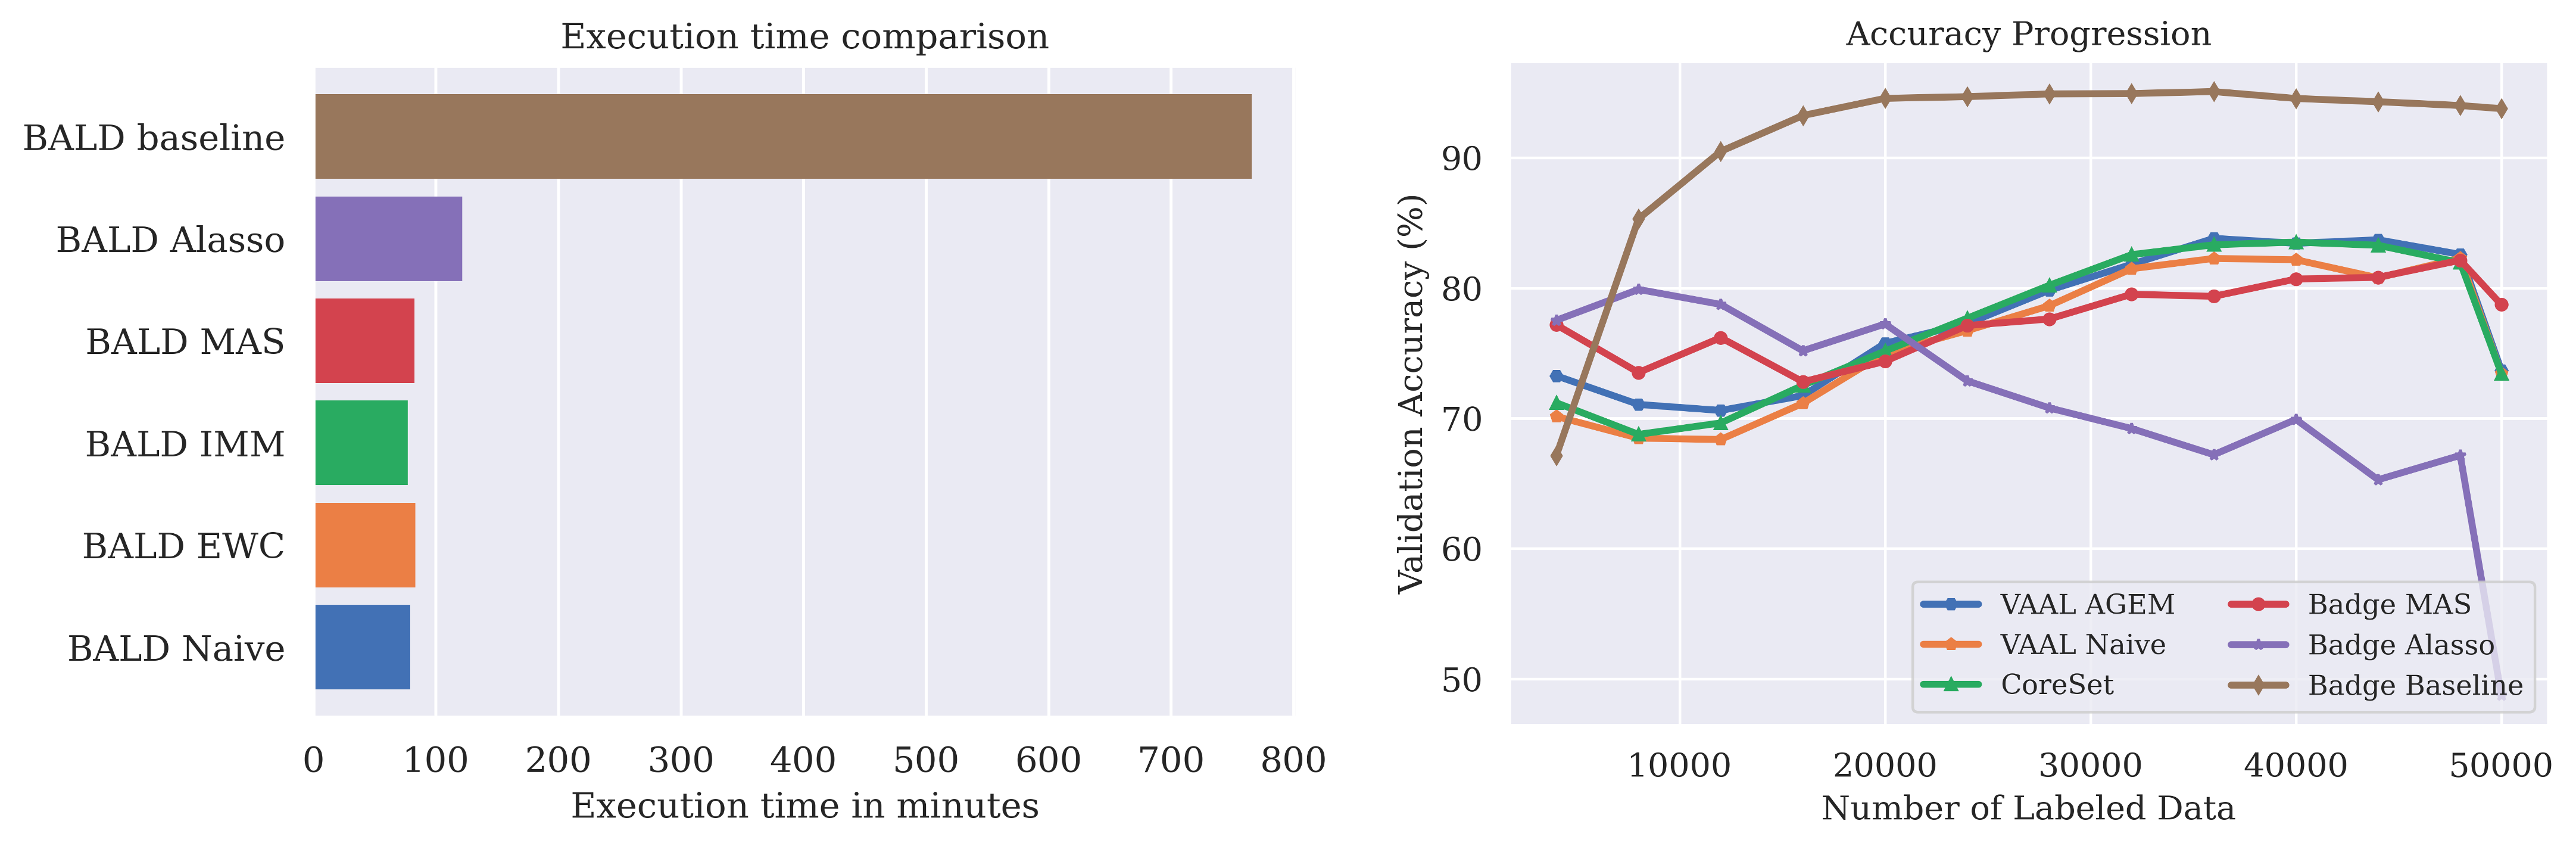 Execution time comparison
BALD baseline
BALD Alasso
BALD MAS
BALD IMM
BALD EWC
BALD Naive
0 100 200 300 400 500 600 700 800
Execution time in minutes
Accuracy Progression
Validation Accuracy (%)
90
80
70
60
50
VAAL AGEM
VAAL Naive
CoreSet
Badge MAS
Badge Alasso
Badge Baseline
10000 20000 30000 40000 50000
Number of Labeled Data